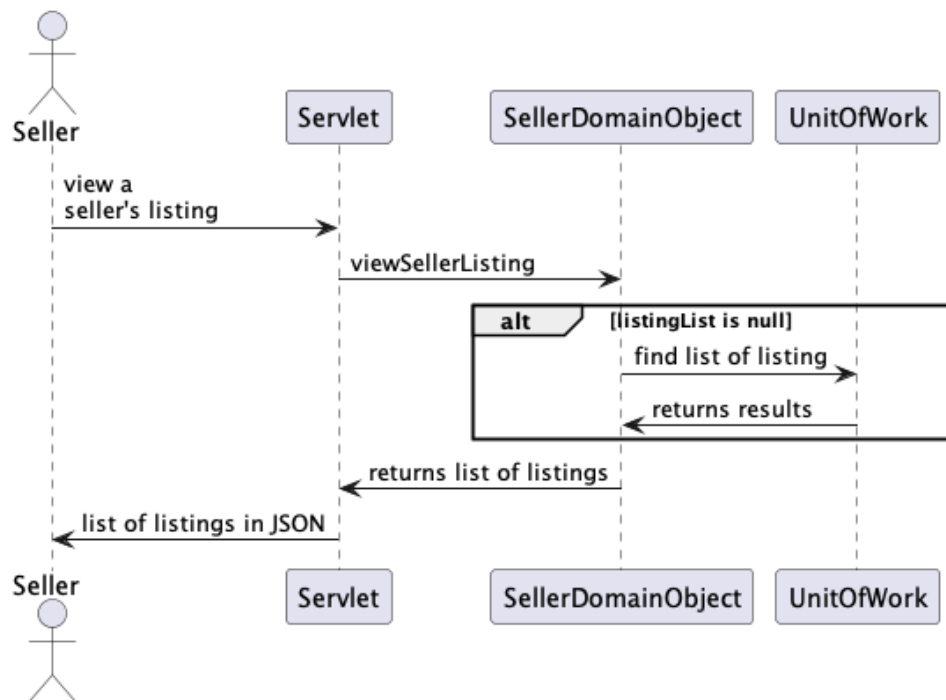 Seller
Servlet
SellerDomainObject
UnitOfWork
view a
seller's listing
viewSellerListing
alt
[listingList is null]
find list of listing
returns results
returns list of listings
list of listings in JSON
Seller
Servlet
SellerDomainObject
UnitOfWork